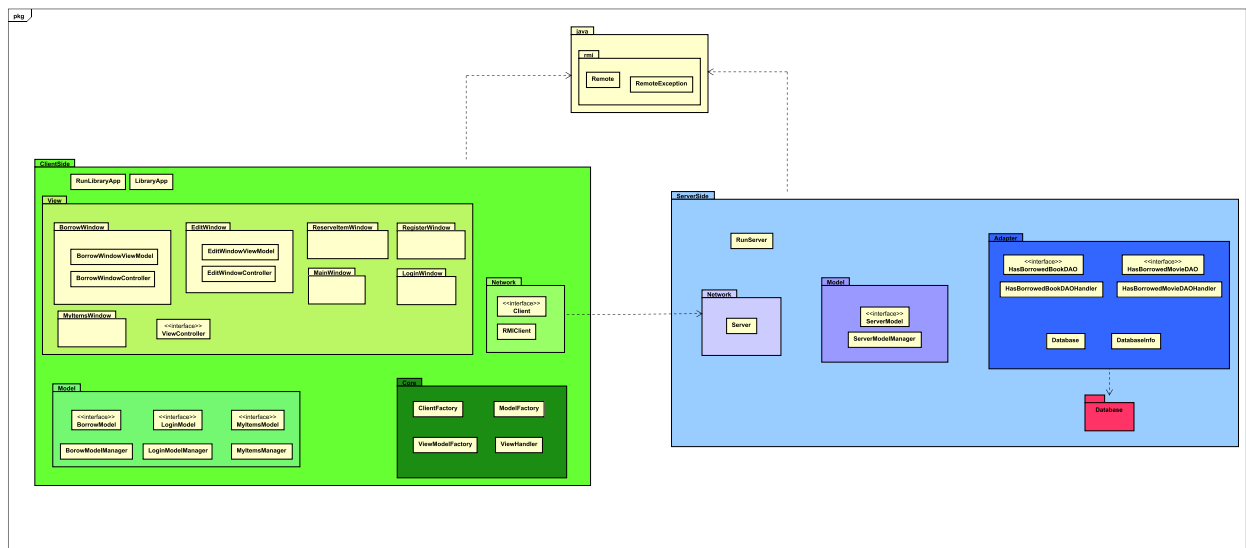 pkg
java
rmi
Remote
RemoteException
ClientSide
RunLibraryApp
LibraryApp
View
BorrowWindow
BorrowWindowViewModel
BorrowWindowController
EditWindow
EditWindowViewModel
EditWindowController
ReserveItemWindow
RegisterWindow
MainWindow
LoginWindow
MyItemsWindow
<<interface>>
ViewController
Network
<<interface>>
Client
RMIClient
Model
<<interface>>
BorrowModel
<<interface>>
LoginModel
<<interface>>
MyItemsModel
BorowModelManager
LoginModelManager
MyItemsManager
Core
ClientFactory
ModelFactory
ViewModelFactory
ViewHandler
ServerSide
RunServer
Network
Server
Model
<<interface>>
ServerModel
ServerModelManager
Adapter
<<interface>>
HasBorrowedBookDAO
<<interface>>
HasBorrowedMovieDAO
HasBorrowedBookDAOHandler
HasBorrowedMovieDAOHandler
Database
DatabaseInfo
Database